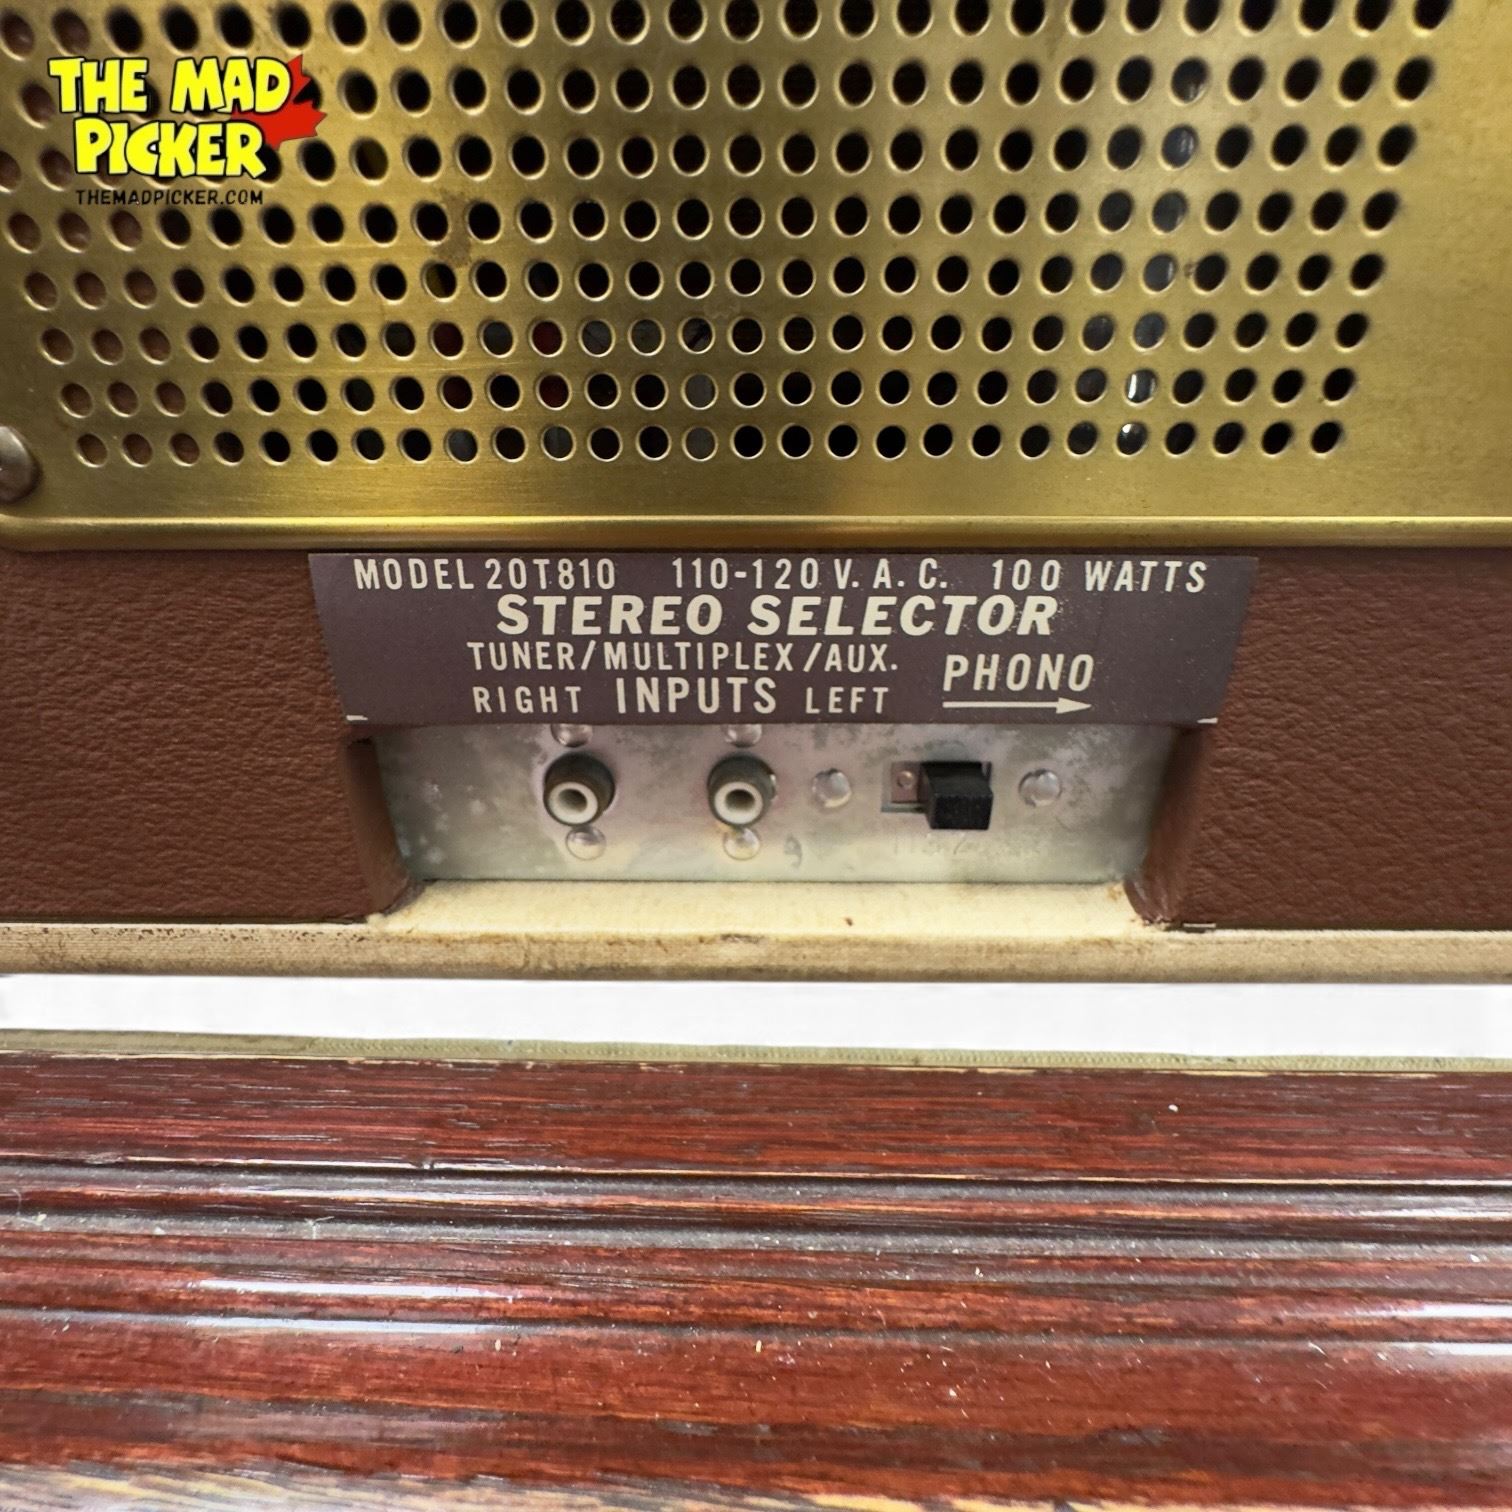 THE MAD
PICKER
THEMADPICKER.COM
MODEL 20T810 110-120 V. A. C. 100 WATTS
STEREO SELECTOR
TUNER/MULTIPLEX/AUX. PHONO
RIGHT INPUTS LEFT